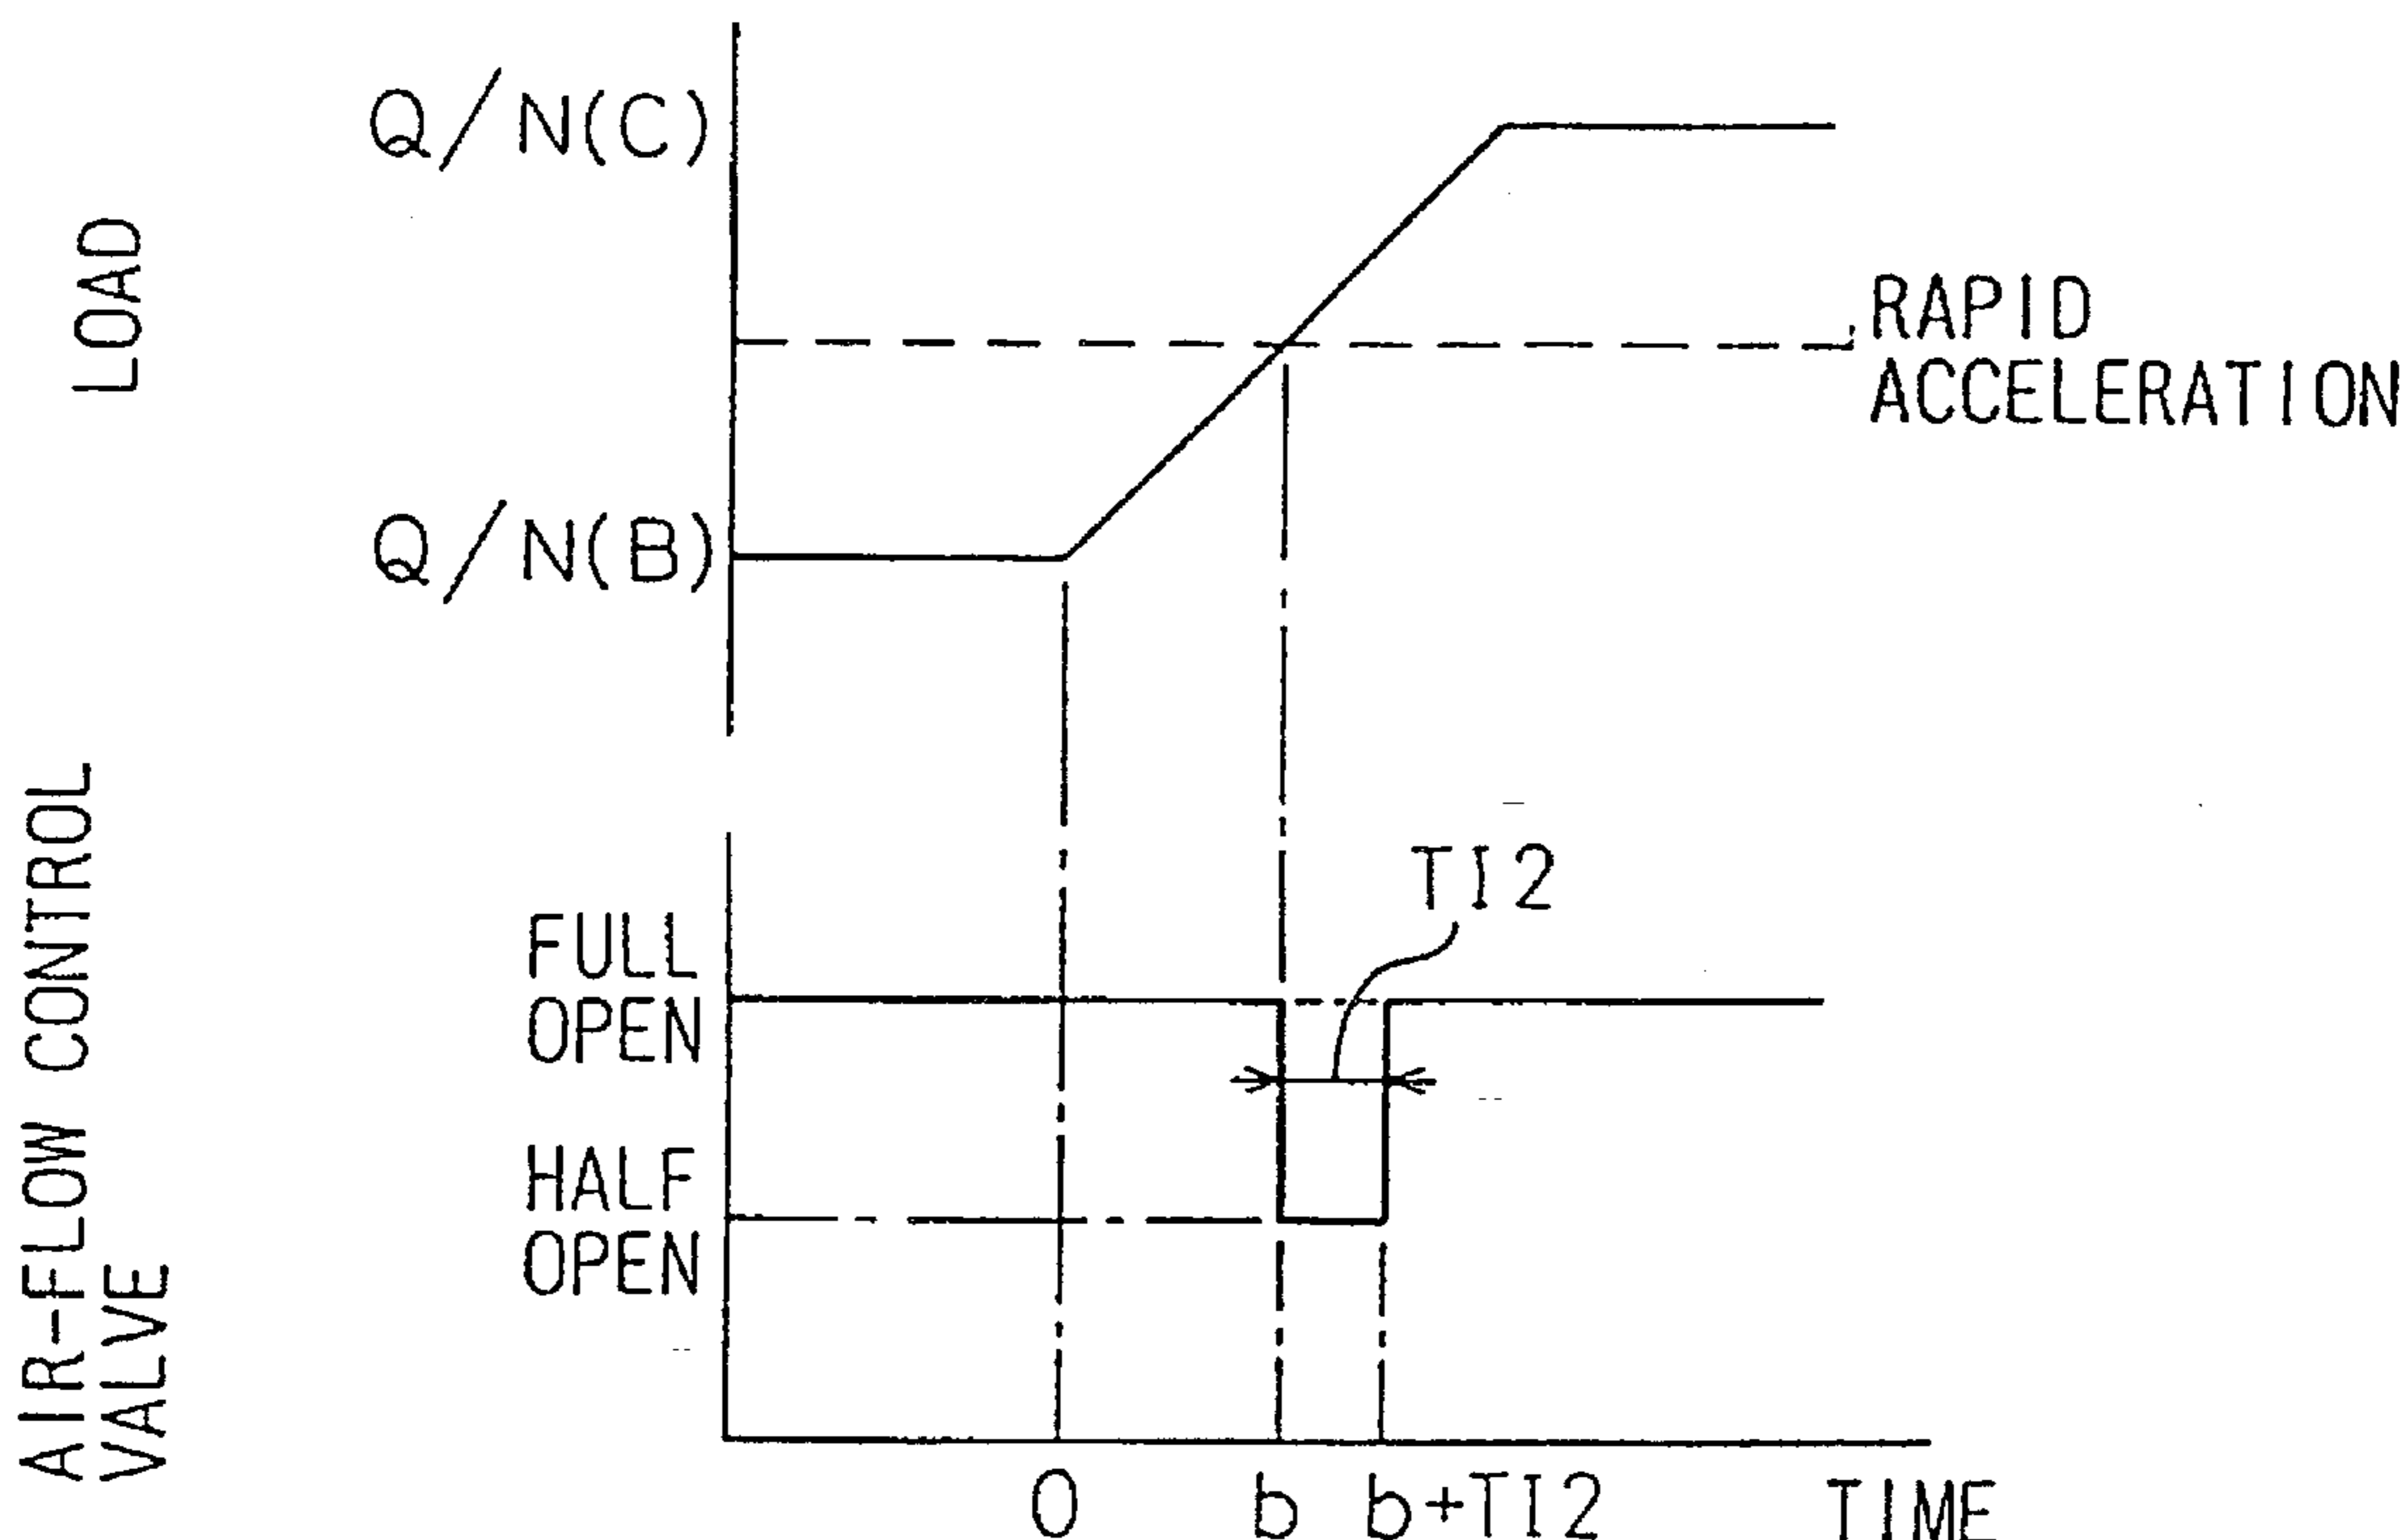 LOAD
Q/N(C)
RAPID
ACCELERATION
Q/N(B)
AIR-FLOW CONTROL
VALVE
FULL
OPEN
TI2
HALF
OPEN
0
b
b+TI2
TIME